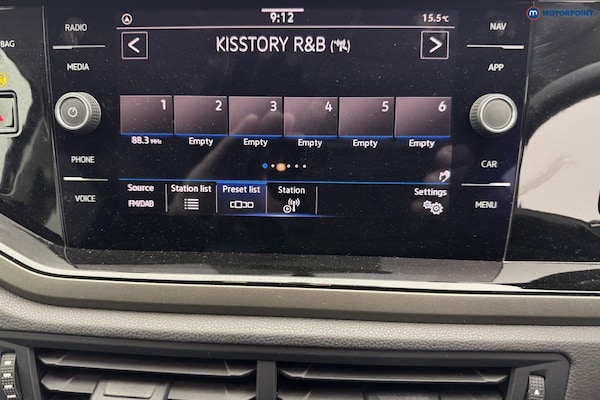 9:12
15.5°C
M MOTORPOINT
RADIO
NAV
KISSTORY R&B
BAG
MEDIA
APP
1 2 3 4 5 6
88.3 MHz Empty Empty Empty Empty Empty
PHONE
CAR
Source Station list Preset list Station Settings
FM/DAB
VOICE
MENU